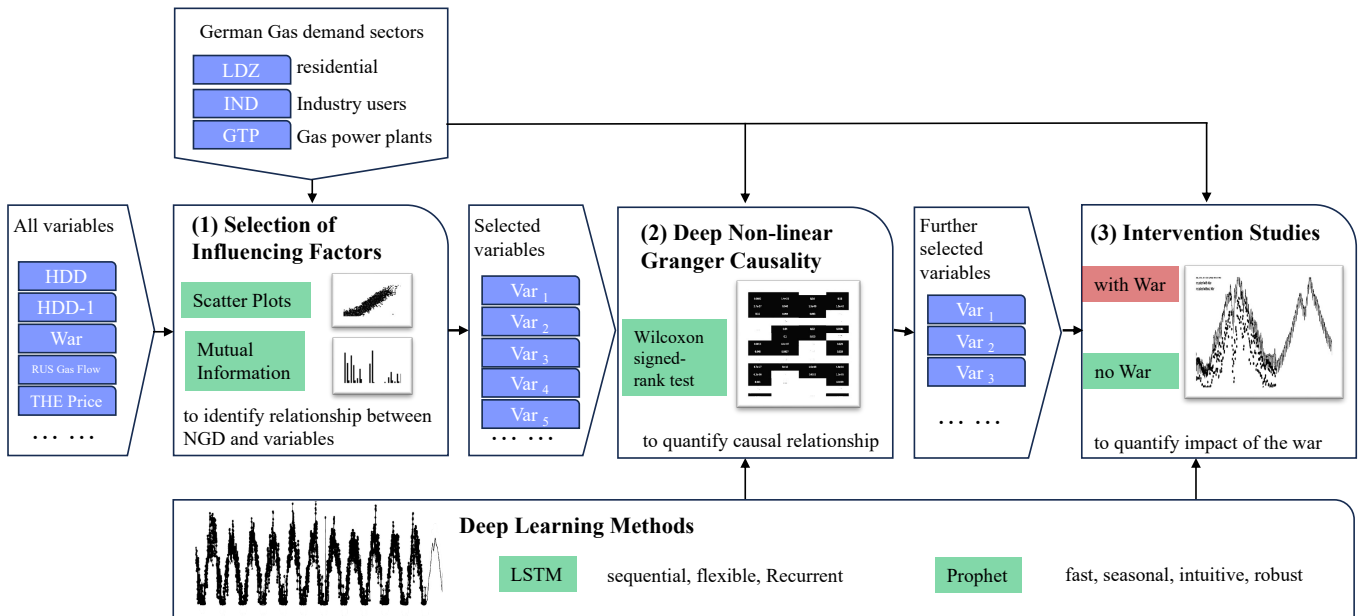 German Gas demand sectors
LDZ residential
IND Industry users
GTP Gas power plants
All variables
HDD
HDD-1
War
RUS Gas Flow
THE Price
... ...
(1) Selection of
Influencing Factors
Scatter Plots
Mutual
Information
to identify relationship between
NGD and variables
Selected
variables
Var 1
Var 2
Var 3
Var 4
Var 5
... ...
(2) Deep Non-linear
Granger Causality
Wilcoxon
signed-
rank test
to quantify causal relationship
Further
selected
variables
Var 1
Var 2
Var 3
... ...
(3) Intervention Studies
with War
no War
to quantify impact of the war
Deep Learning Methods
LSTM sequential, flexible, Recurrent
Prophet fast, seasonal, intuitive, robust